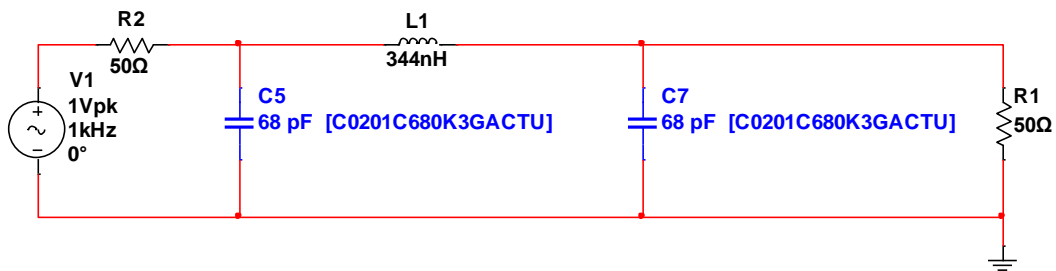 R2
50Ω
L1
344nH
V1
1Vpk
1kHz
0°
C5
68 pF [C0201C680K3GACTU]
C7
68 pF [C0201C680K3GACTU]
R1
50Ω